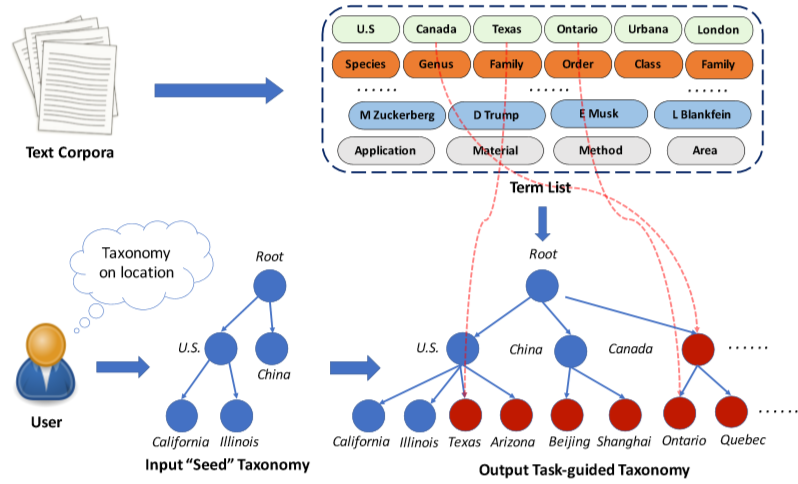 U.S Canada Texas Ontario Urbana London
Species Genus Family Order Class Family
...... ...... ......
M Zuckerberg D Trump E Musk L Blankfein
Application Material Method Area
Text Corpora
Term List
Taxonomy
on location
Root
Root
U.S.
China
U.S. China Canada ......
User
California Illinois
California Illinois Texas Arizona Beijing Shanghai Ontario Quebec ......
Input “Seed” Taxonomy
Output Task-guided Taxonomy